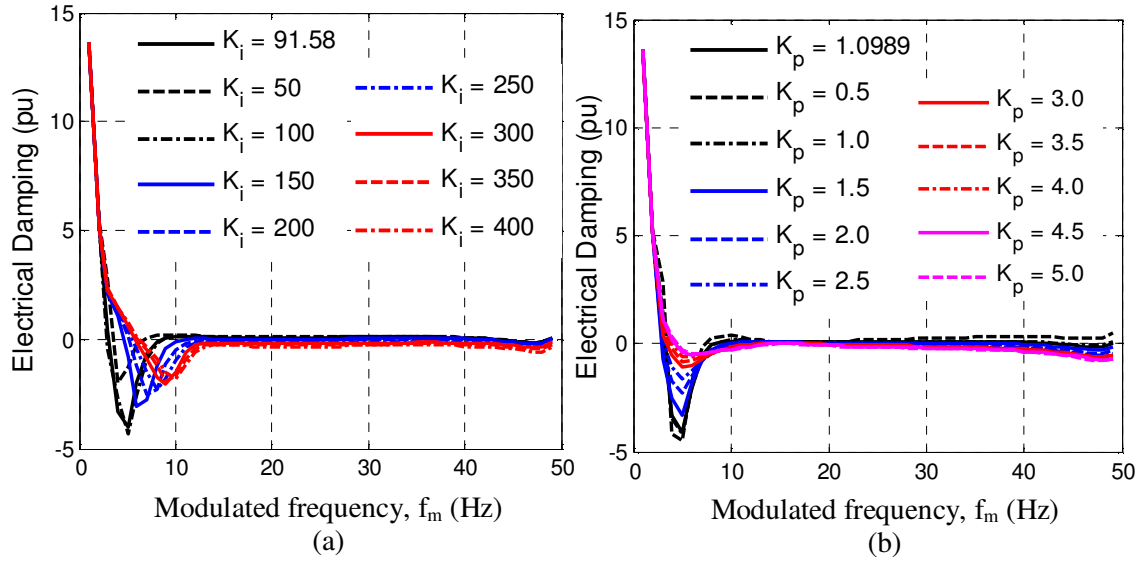 15
10
5
0
-5
0
10
20
30
40
50
Electrical Damping (pu)
K_i = 91.58
K_i = 50
K_i = 100
K_i = 150
K_i = 200
K_i = 250
K_i = 300
K_i = 350
K_i = 400
Modulated frequency, f_m (Hz)
(a)
15
10
5
0
-5
0
10
20
30
40
50
Electrical Damping (pu)
K_p = 1.0989
K_p = 0.5
K_p = 1.0
K_p = 1.5
K_p = 2.0
K_p = 2.5
K_p = 3.0
K_p = 3.5
K_p = 4.0
K_p = 4.5
K_p = 5.0
Modulated frequency, f_m (Hz)
(b)